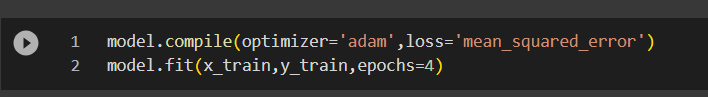 1 model.compile(optimizer='adam',loss='mean_squared_error')
2 model.fit(x_train,y_train,epochs=4)